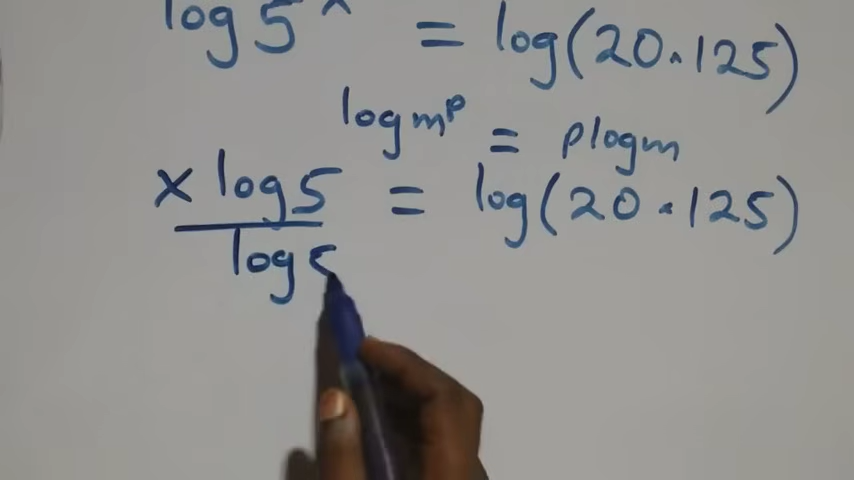 log 5^x = log(20·125)
log m^p = p log m
x log 5 = log(20·125)
log 5